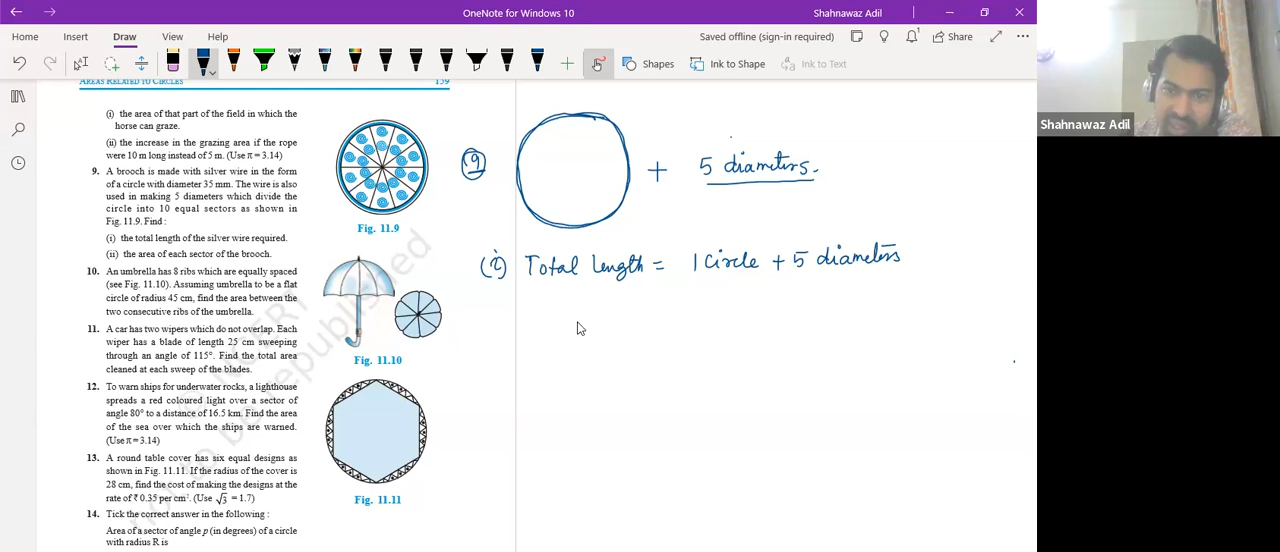 OneNote for Windows 10
Shahnawaz Adil
Home Insert Draw View Help
Saved offline (sign in required)
Share
Shapes
Ink to Shape
Ink to Text
Shahnawaz Adil
AREAS RELATED TO CIRCLES 159
(i) the area of that part of the field in which the
horse can graze.
(ii) the increase in the grazing area if the rope
were 10 m long instead of 5 m. (Use π = 3.14)
9. A brooch is made with silver wire in the form
of a circle with diameter 35 mm. The wire is also
used in making 5 diameters which divide the
circle into 10 equal sectors as shown in
Fig. 11.9. Find :
(i) the total length of the silver wire required.
(ii) the area of each sector of the brooch.
Fig. 11.9
10. An umbrella has 8 ribs which are equally spaced
(see Fig. 11.10). Assuming umbrella to be a flat
circle of radius 45 cm, find the area between the
two consecutive ribs of the umbrella.
11. A car has two wipers which do not overlap. Each
wiper has a blade of length 25 cm sweeping
through an angle of 115°. Find the total area
cleaned at each sweep of the blades.
Fig. 11.10
12. To warn ships for underwater rocks, a lighthouse
spreads a red coloured light over a sector of
angle 80° to a distance of 16.5 km. Find the area
of the sea over which the ships are warned.
(Use π = 3.14)
13. A round table cover has six equal designs as
shown in Fig. 11.11. If the radius of the cover is
28 cm, find the cost of making the designs at the
rate of ₹ 0.35 per cm². (Use √3 = 1.7)
Fig. 11.11
14. Tick the correct answer in the following :
Area of a sector of angle p (in degrees) of a circle
with radius R is
9 + 5 diameters.
(i) Total length = 1 Circle + 5 diameters